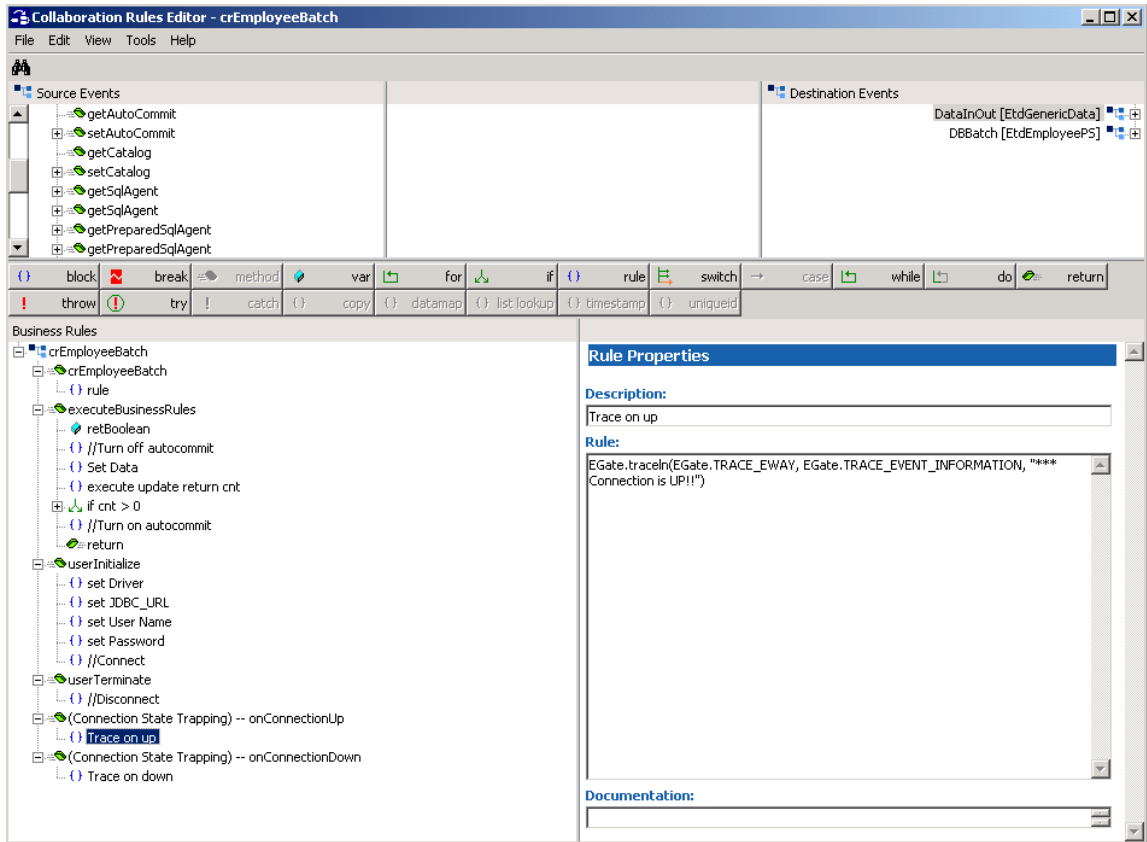 Collaboration Rules Editor - crEmployeeBatch
File Edit View Tools Help
Source Events
getAutoCommit
setAutoCommit
getCatalog
setCatalog
getSqlAgent
getSqlAgent
getPreparedSqlAgent
getPreparedSqlAgent
Destination Events
DataInOut [EtdGenericData]
DBBatch [EtdEmployeePS]
{} block break method var for if {} rule switch case while do return
! throw try ! catch {} copy {} datamap {} list lookup {} timestamp {} uniqueid
Business Rules
crEmployeeBatch
crEmployeeBatch
{} rule
executeBusinessRules
retBoolean
{} //Turn off autocommit
{} Set Data
{} execute update return cnt
if cnt > 0
{} //Turn on autocommit
return
userInitialize
{} set Driver
{} set JDBC_URL
{} set User Name
{} set Password
{} //Connect
userTerminate
{} //Disconnect
(Connection State Trapping) -- onConnectionUp
{} Trace on up
(Connection State Trapping) -- onConnectionDown
{} Trace on down
Rule Properties
Description:
Trace on up
Rule:
EGate.traceln(EGate.TRACE_EWAY, EGate.TRACE_EVENT_INFORMATION, "***
Connection is UP!!")
Documentation: